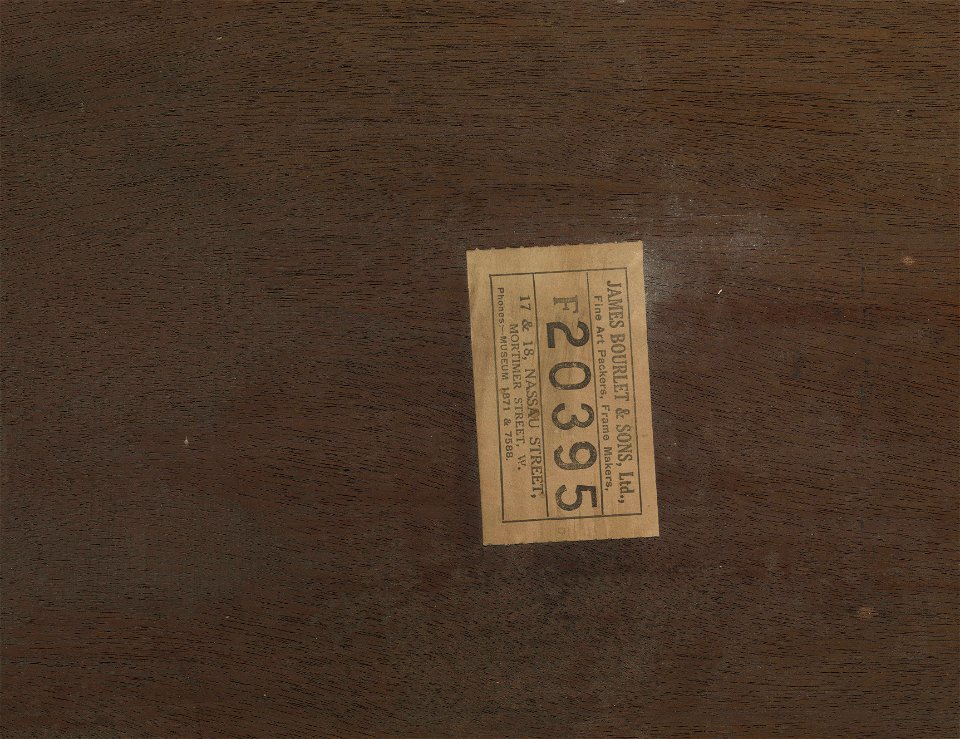 JAMES BOURLET & SONS, Ltd.,
Fine Art Packers, Frame Makers,
F20395
17 & 18, NASSAU STREET,
MORTIMER STREET, W.
Phones:—MUSEUM 1871 & 7588.